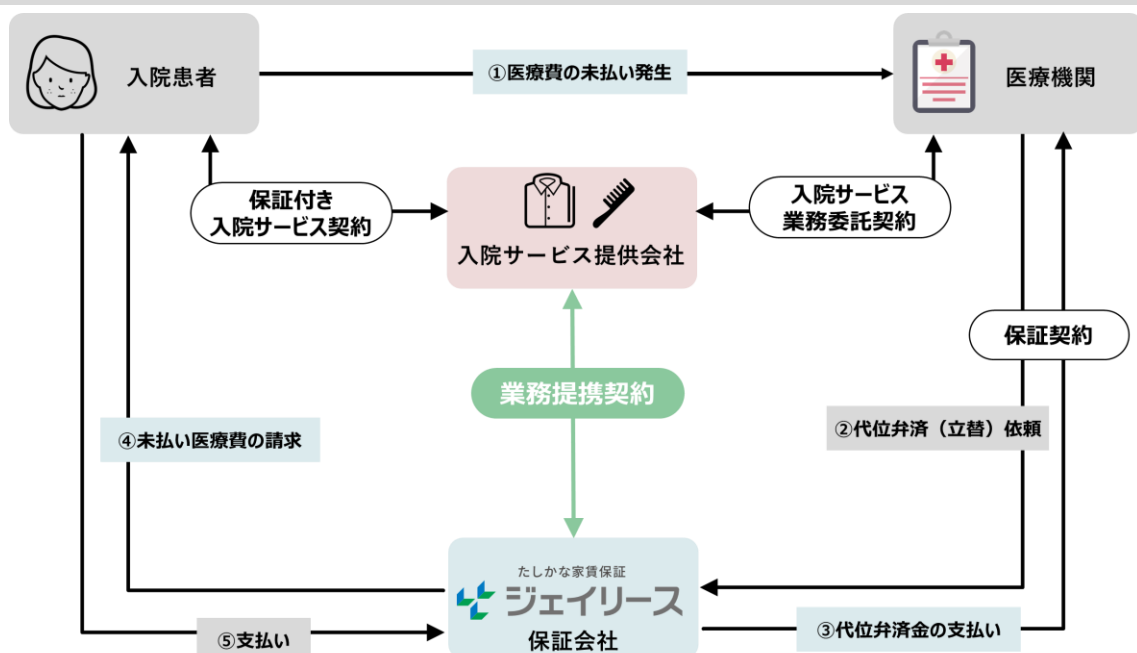 入院患者
①医療費の未払い発生
医療機関
保証付き
入院サービス契約
入院サービス
業務委託契約
入院サービス提供会社
保証契約
業務提携契約
④未払い医療費の請求
②代位弁済（立替）依頼
たしかな家賃保証
ジェイリース
保証会社
⑤支払い
③代位弁済金の支払い